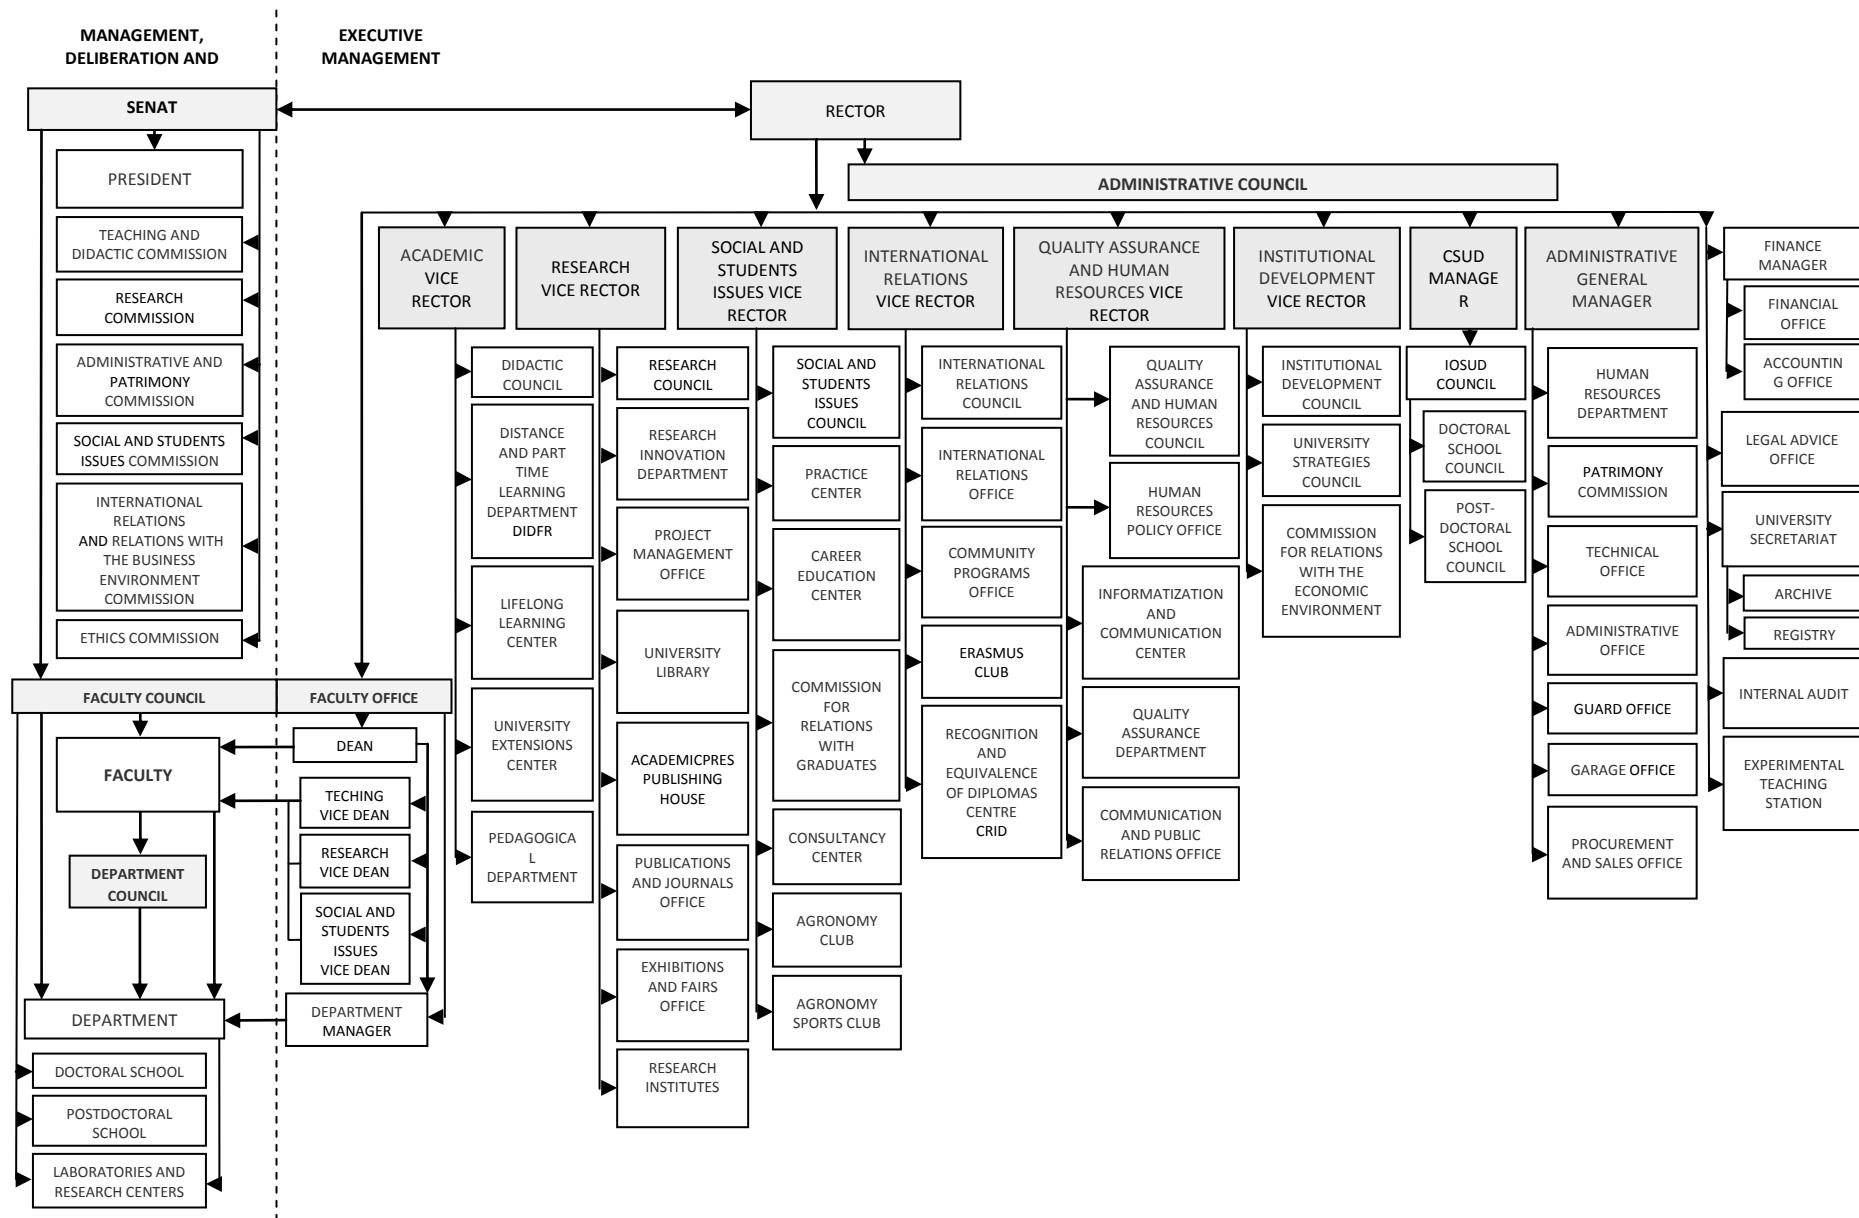 MANAGEMENT,
DELIBERATION AND
EXECUTIVE
MANAGEMENT
SENAT
RECTOR
PRESIDENT
ADMINISTRATIVE COUNCIL
TEACHING AND
DIDACTIC COMMISSION
RESEARCH
COMMISSION
ADMINISTRATIVE AND
PATRIMONY
COMMISSION
SOCIAL AND STUDENTS
ISSUES COMMISSION
INTERNATIONAL
RELATIONS
AND RELATIONS WITH
THE BUSINESS
ENVIRONMENT
COMMISSION
ETHICS COMMISSION
FACULTY COUNCIL
FACULTY OFFICE
FACULTY
DEAN
TECHING
VICE DEAN
RESEARCH
VICE DEAN
SOCIAL AND
STUDENTS
ISSUES
VICE DEAN
DEPARTMENT
COUNCIL
DEPARTMENT
DEPARTMENT
MANAGER
DOCTORAL SCHOOL
POSTDOCTORAL
SCHOOL
LABORATORIES AND
RESEARCH CENTERS
ACADEMIC
VICE
RECTOR
DIDACTIC
COUNCIL
DISTANCE
AND PART
TIME
LEARNING
DEPARTMENT
DIDFR
LIFELONG
LEARNING
CENTER
UNIVERSITY
EXTENSIONS
CENTER
PEDAGOGICA
L
DEPARTMENT
RESEARCH
VICE RECTOR
RESEARCH
COUNCIL
RESEARCH
INNOVATION
DEPARTMENT
PROJECT
MANAGEMENT
OFFICE
UNIVERSITY
LIBRARY
ACADEMICPRES
PUBLISHING
HOUSE
PUBLICATIONS
AND JOURNALS
OFFICE
EXHIBITIONS
AND FAIRS
OFFICE
RESEARCH
INSTITUTES
SOCIAL AND
STUDENTS
ISSUES VICE
RECTOR
SOCIAL AND
STUDENTS
ISSUES
COUNCIL
PRACTICE
CENTER
CAREER
EDUCATION
CENTER
COMMISSION
FOR
RELATIONS
WITH
GRADUATES
CONSULTANCY
CENTER
AGRONOMY
CLUB
AGRONOMY
SPORTS CLUB
INTERNATIONAL
RELATIONS
VICE RECTOR
INTERNATIONAL
RELATIONS
COUNCIL
INTERNATIONAL
RELATIONS
OFFICE
COMMUNITY
PROGRAMS
OFFICE
ERASMUS
CLUB
RECOGNITION
AND
EQUIVALENCE
OF DIPLOMAS
CENTRE
CRID
QUALITY ASSURANCE
AND HUMAN
RESOURCES VICE
RECTOR
QUALITY
ASSURANCE
AND HUMAN
RESOURCES
COUNCIL
HUMAN
RESOURCES
POLICY OFFICE
INFORMATIZATION
AND
COMMUNICATION
CENTER
QUALITY
ASSURANCE
DEPARTMENT
COMMUNICATION
AND PUBLIC
RELATIONS OFFICE
INSTITUTIONAL
DEVELOPMENT
VICE RECTOR
INSTITUTIONAL
DEVELOPMENT
COUNCIL
UNIVERSITY
STRATEGIES
COUNCIL
COMMISSION
FOR RELATIONS
WITH THE
ECONOMIC
ENVIRONMENT
CSUD
MANAGE
R
IOSUD
COUNCIL
DOCTORAL
SCHOOL
COUNCIL
POST-
DOCTORAL
SCHOOL
COUNCIL
ADMINISTRATIVE
GENERAL
MANAGER
HUMAN
RESOURCES
DEPARTMENT
PATRIMONY
COMMISSION
TECHNICAL
OFFICE
ADMINISTRATIVE
OFFICE
GUARD OFFICE
GARAGE OFFICE
PROCUREMENT
AND SALES OFFICE
FINANCE
MANAGER
FINANCIAL
OFFICE
ACCOUNTIN
G OFFICE
LEGAL ADVICE
OFFICE
UNIVERSITY
SECRETARIAT
ARCHIVE
REGISTRY
INTERNAL AUDIT
EXPERIMENTAL
TEACHING
STATION